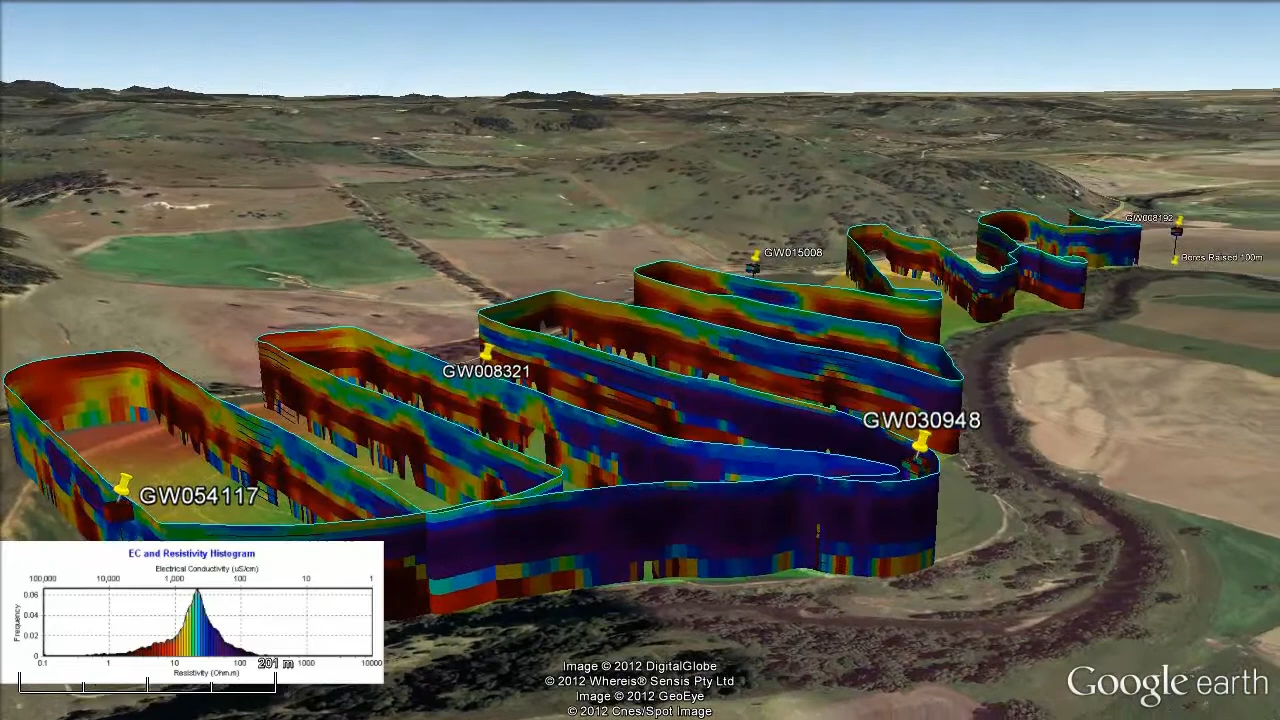 GW008192
GW015008
Bores Raised 100m
GW008321
GW030948
GW054117
EC and Resistivity Histogram
Electrical Conductivity (uS/cm)
100,000 10,000 1,000 100 10 1
Frequency
0.06
0.04
0.02
0
0.1 1 10 100 1000 10000
Resistivity (Ohm.m)
201 m
Image © 2012 DigitalGlobe
© 2012 Whereis® Sensis Pty Ltd
Image © 2012 GeoEye
© 2012 Cnes/Spot Image
Google earth